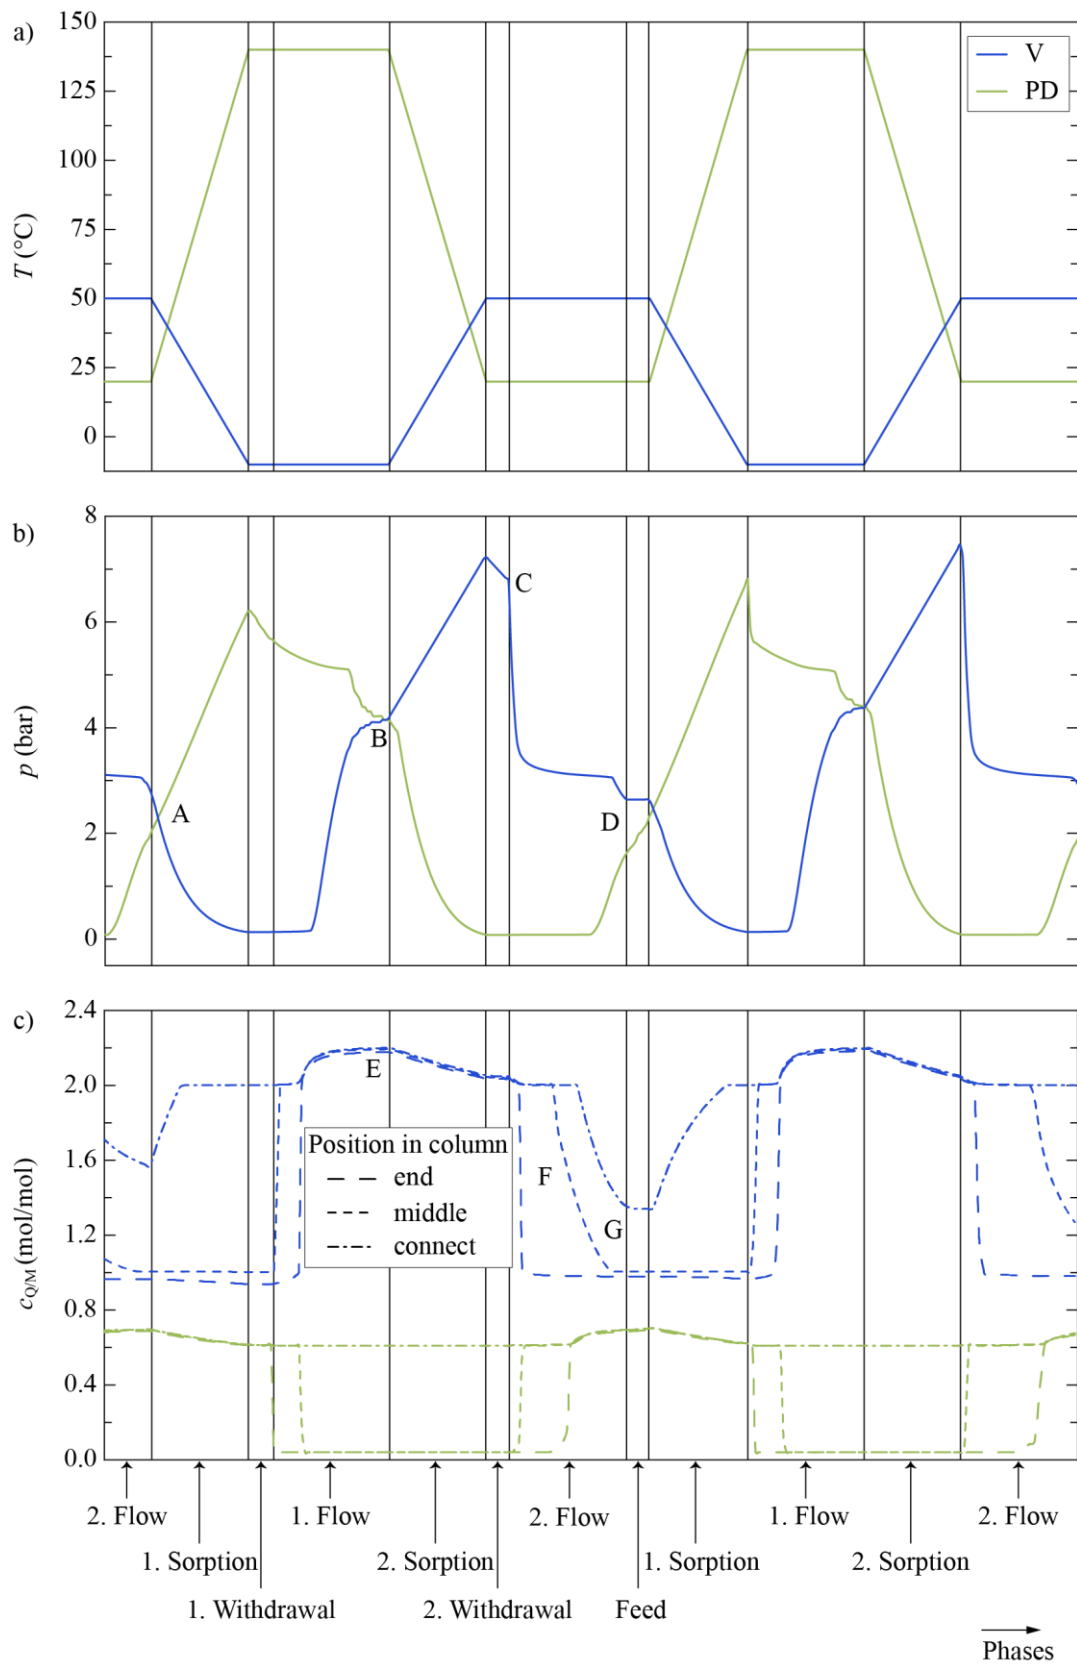 a)
150
125
100
75
50
25
0
T (°C)
V
PD
b)
8
6
4
2
0
p (bar)
A
B
C
D
c)
2.4
2.0
1.6
1.2
0.8
0.4
0.0
c_Q/M (mol/mol)
E
F
G
Position in column
end
middle
connect
2. Flow
1. Flow
2. Flow
1. Flow
2. Flow
1. Sorption
2. Sorption
1. Sorption
2. Sorption
1. Withdrawal
2. Withdrawal
Feed
Phases